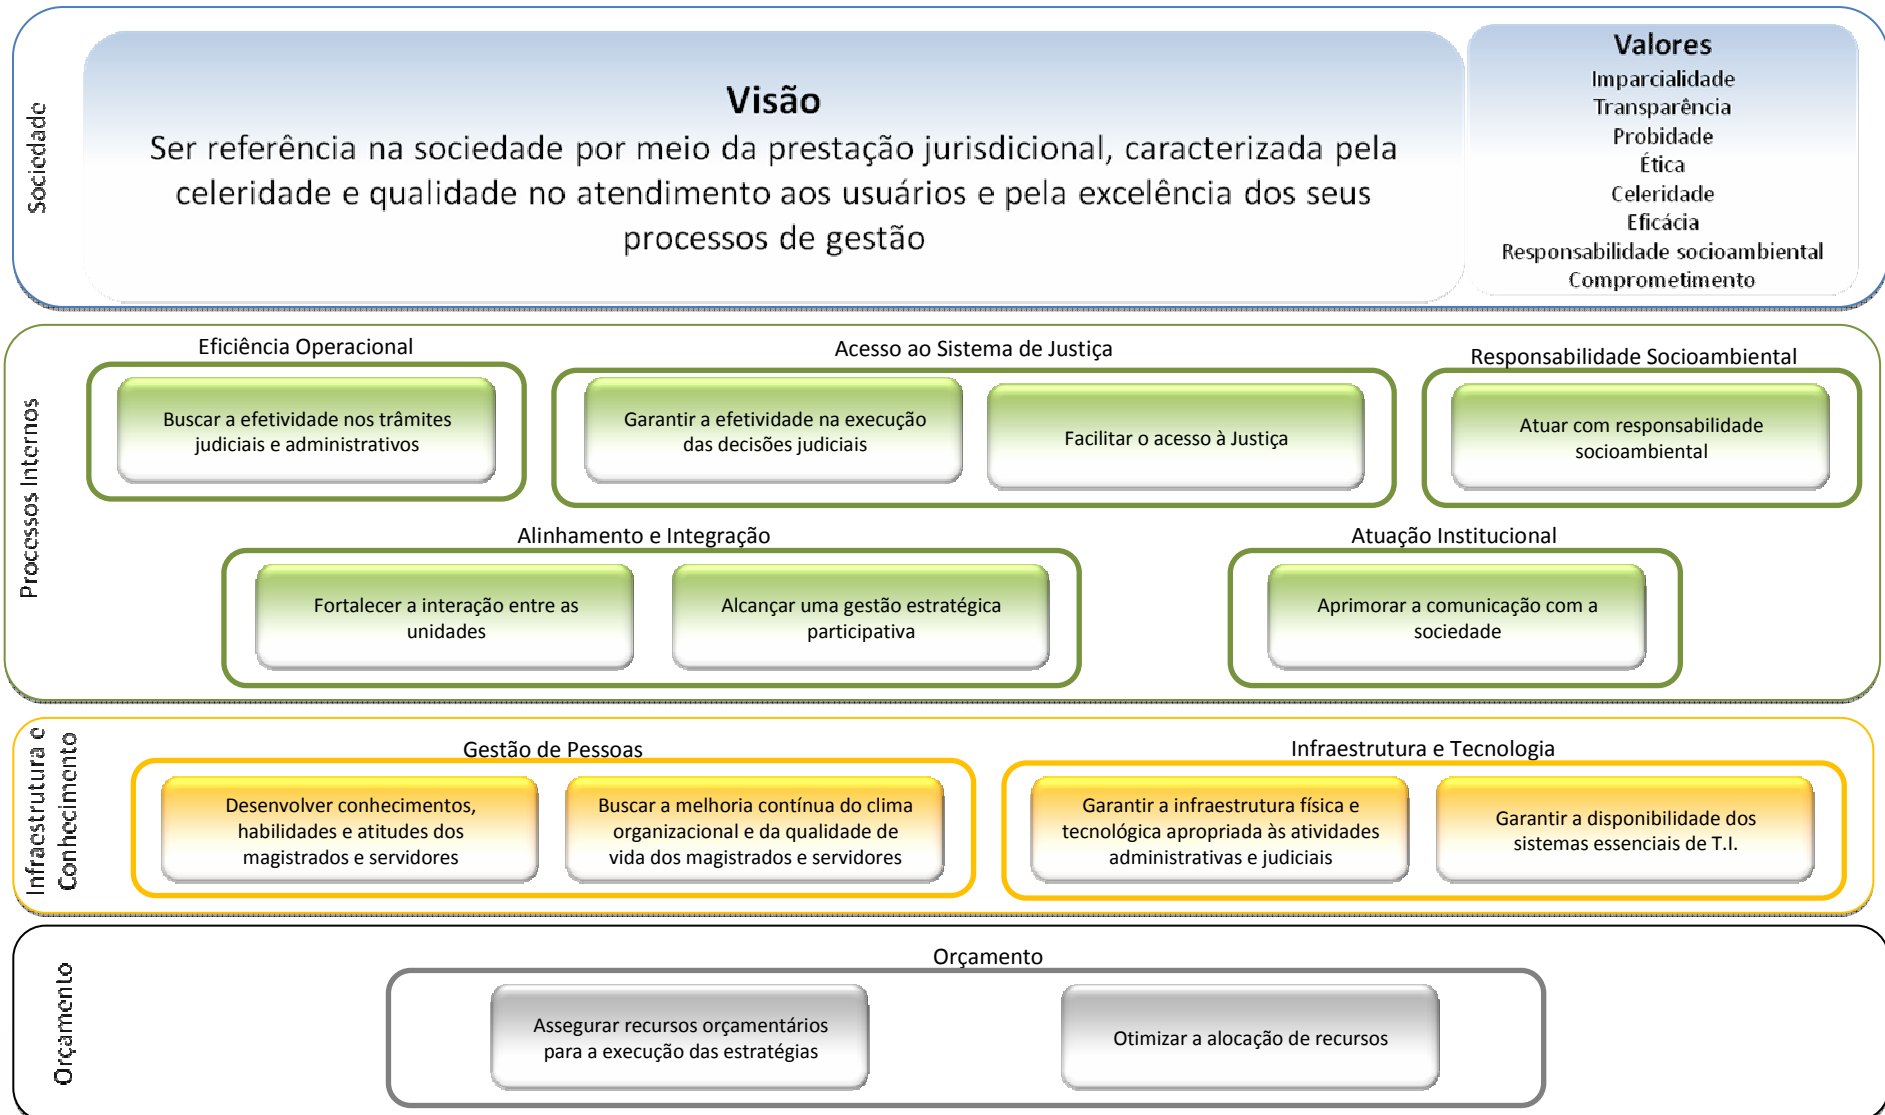 Sociedade
Visão
Ser referência na sociedade por meio da prestação jurisdicional, caracterizada pela
celeridade e qualidade no atendimento aos usuários e pela excelência dos seus
processos de gestão
Valores
Imparcialidade
Transparência
Probidade
Ética
Celeridade
Eficácia
Responsabilidade socioambiental
Comprometimento
Processos Internos
Eficiência Operacional
Buscar a efetividade nos trâmites
judiciais e administrativos
Acesso ao Sistema de Justiça
Garantir a efetividade na execução
das decisões judiciais
Facilitar o acesso à Justiça
Responsabilidade Socioambiental
Atuar com responsabilidade
socioambiental
Alinhamento e Integração
Fortalecer a interação entre as
unidades
Alcançar uma gestão estratégica
participativa
Atuação Institucional
Aprimorar a comunicação com a
sociedade
Infraestrutura e
Conhecimento
Gestão de Pessoas
Desenvolver conhecimentos,
habilidades e atitudes dos
magistrados e servidores
Buscar a melhoria contínua do clima
organizacional e da qualidade de
vida dos magistrados e servidores
Infraestrutura e Tecnologia
Garantir a infraestrutura física e
tecnológica apropriada às atividades
administrativas e judiciais
Garantir a disponibilidade dos
sistemas essenciais de T.I.
Orçamento
Orçamento
Assegurar recursos orçamentários
para a execução das estratégias
Otimizar a alocação de recursos